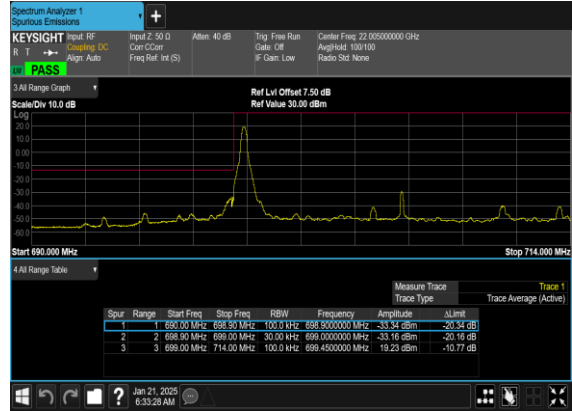 Spectrum Analyzer 1
Spurious Emissions
KEYSIGHT Input: RF Input Z: 50 Ω Atten: 40 dB Trig: Free Run Center Freq: 22.005000000 GHz
R T Coupling: DC Corr CCorr Gate: Off Avg|Hold: 100/100
Align: Auto Freq Ref: Int (S) IF Gain: Low Radio Std: None
PASS
3 All Range Graph
Ref Lvl Offset 7.50 dB
Scale/Div 10.0 dB Ref Value 30.00 dBm
Log
20.0
10.0
0.00
-10.0
-20.0
-30.0
-40.0
-50.0
-60.0
Start 690.000 MHz Stop 714.000 MHz
4 All Range Table
Measure Trace Trace 1
Trace Type Trace Average (Active)
Spur Range Start Freq Stop Freq RBW Frequency Amplitude ΔLimit
1 1 690.00 MHz 698.90 MHz 100.0 kHz 698.9000000 MHz -33.34 dBm -20.34 dB
2 2 698.90 MHz 699.00 MHz 30.00 kHz 699.0000000 MHz -33.16 dBm -20.16 dB
3 3 699.00 MHz 714.00 MHz 100.0 kHz 699.4500000 MHz 19.23 dBm -10.77 dB
? Jan 21, 2025
6:33:28 AM